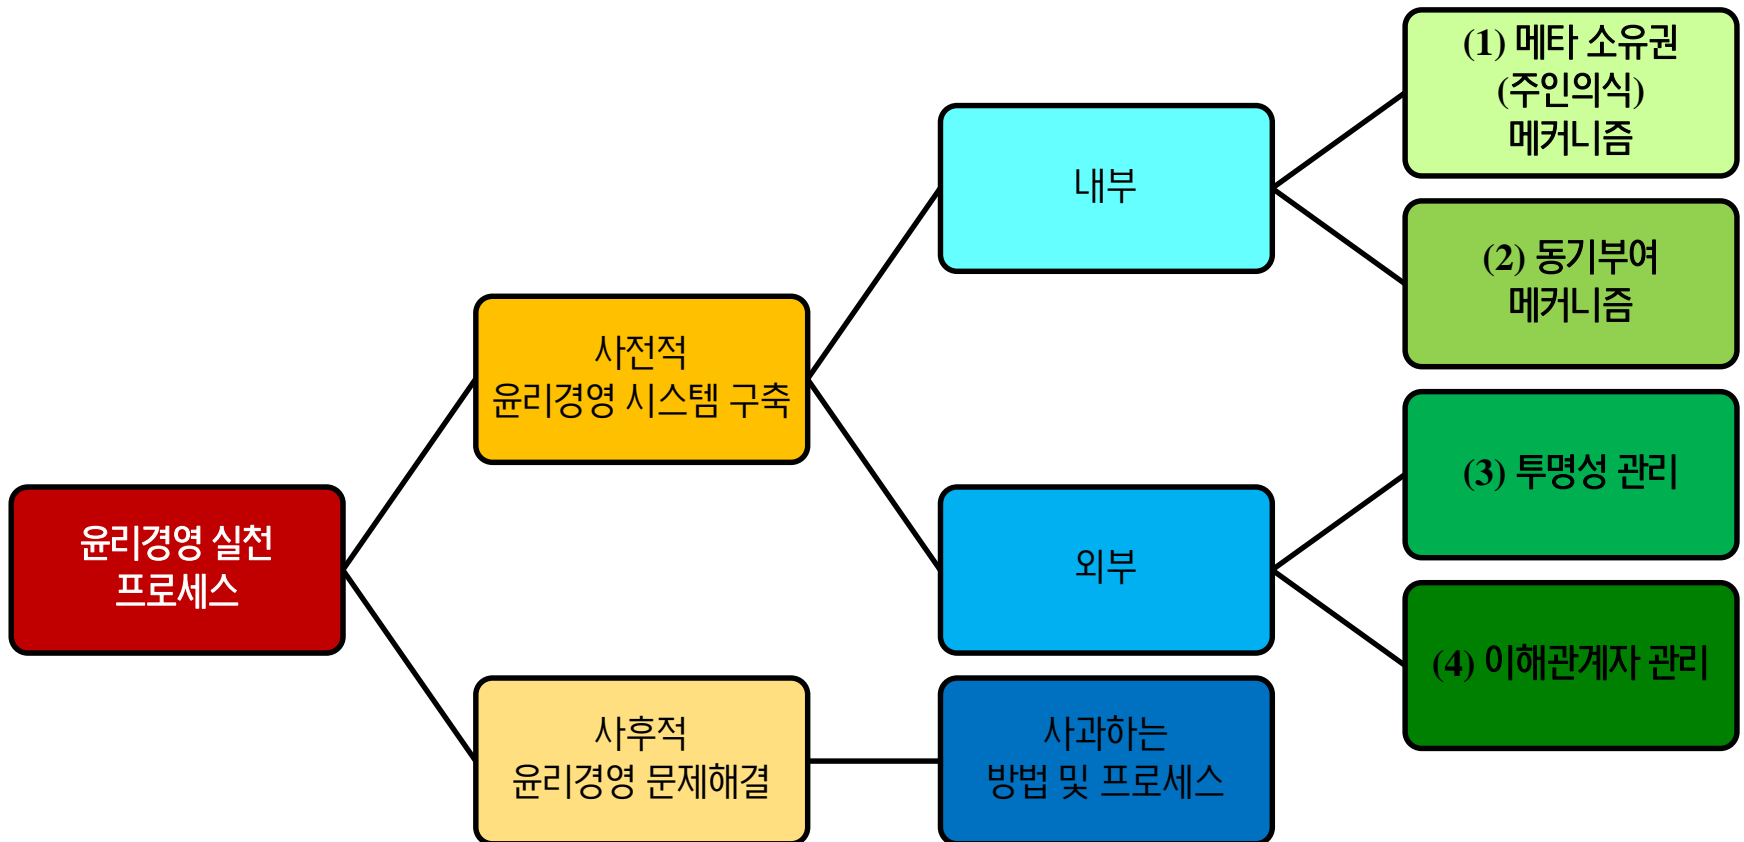 윤리경영 실천
프로세스
사전적
윤리경영 시스템 구축
사후적
윤리경영 문제해결
내부
외부
사과하는
방법 및 프로세스
(1) 메타 소유권
(주인의식)
메커니즘
(2) 동기부여
메커니즘
(3) 투명성 관리
(4) 이해관계자 관리